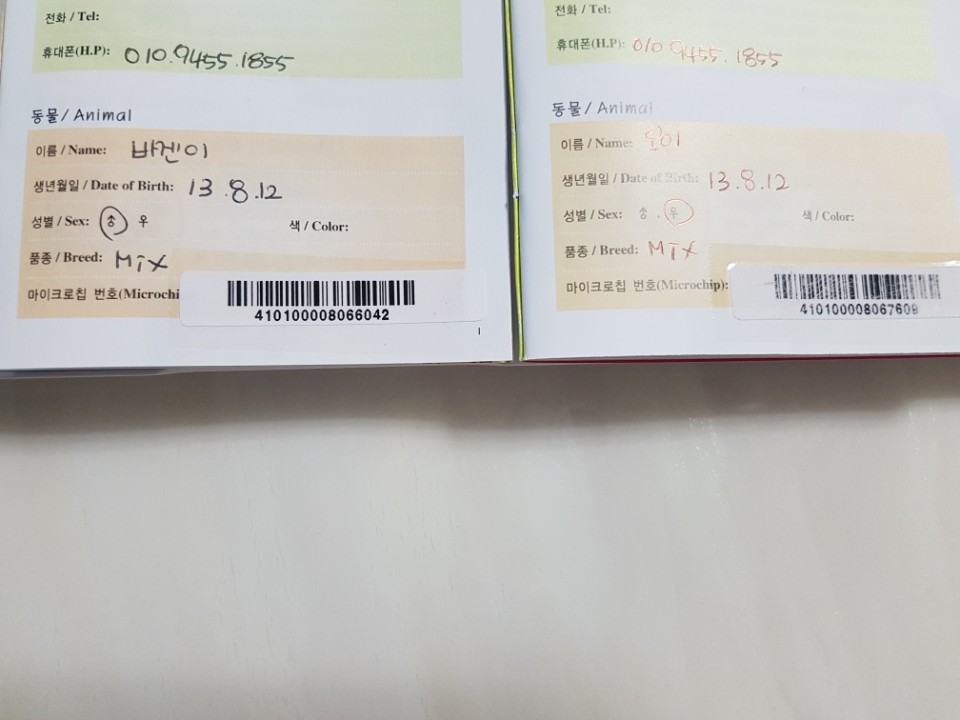 전화 / Tel:
휴대폰(H.P): 010.9455.1855
동물 / Animal
이름 / Name: 바겐이
생년월일 / Date of Birth: 13.8.12
성별 / Sex: ♂ 우
색 / Color:
품종 / Breed: MIX
마이크로칩 번호(Microchi
410100008066042
1
전화 / Tel:
휴대폰(H.P): 010.9455.1855
동물 / Animal
이름 / Name:
생년월일 / Date of Birth: 13.8.12
성별 / Sex: ♂. 우
색 / Color:
품종 / Breed: MIX
마이크로칩 번호(Microchip):
410100008067609